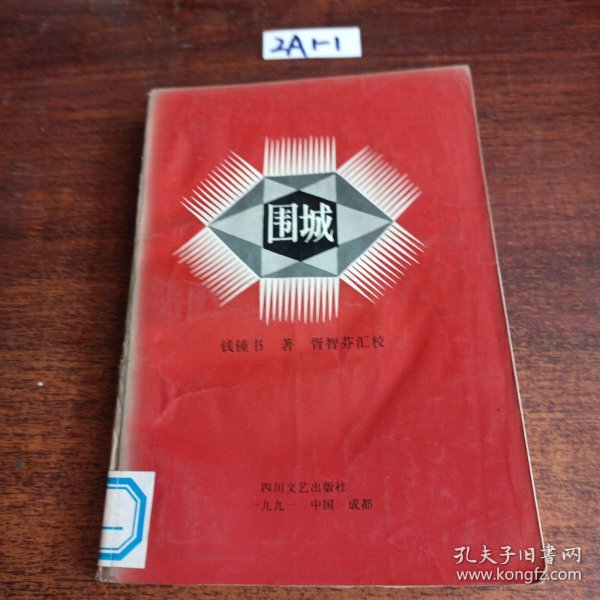 2A1-1
围城
钱锺书 著 胥智芬汇校
四川文艺出版社
一九九一 中国 成都
孔夫子旧书网
www.kongfz.com